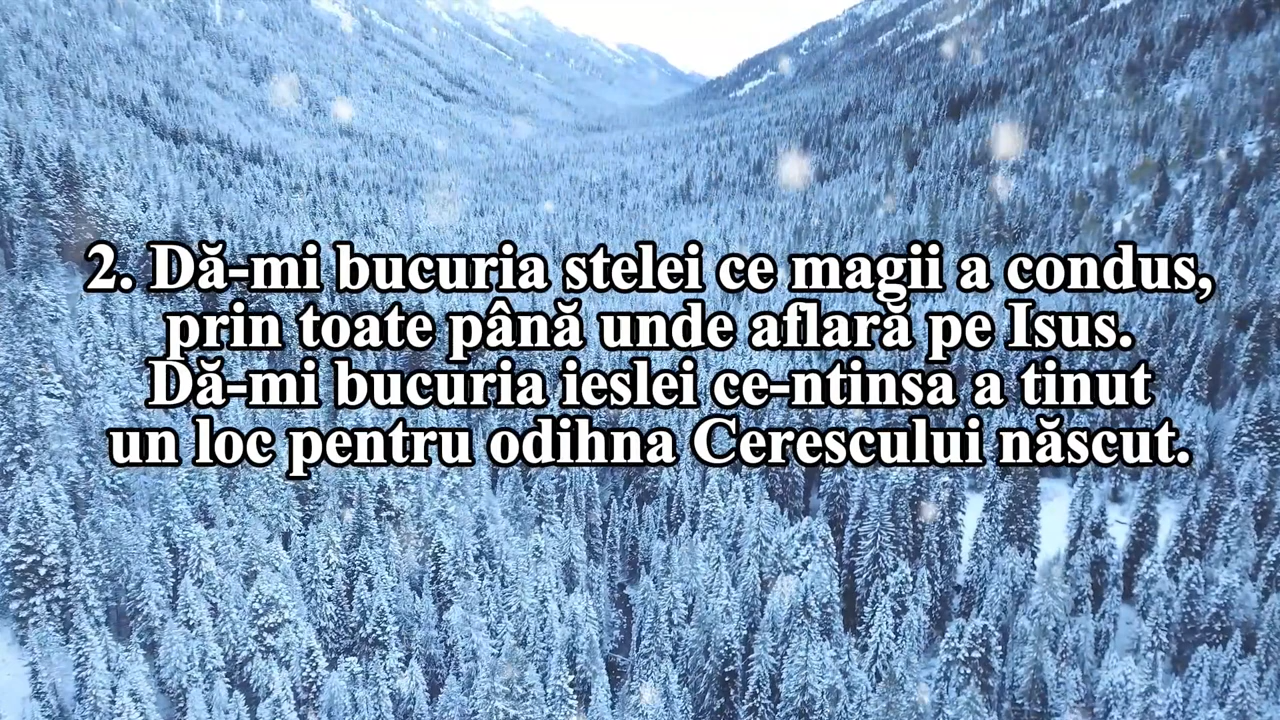 2. Dă-mi bucuria stelei ce magii a condus,
prin toate până unde aflară pe Isus.
Dă-mi bucuria ieslei ce-ntinsa a tinut
un loc pentru odihna Cerescului născut.